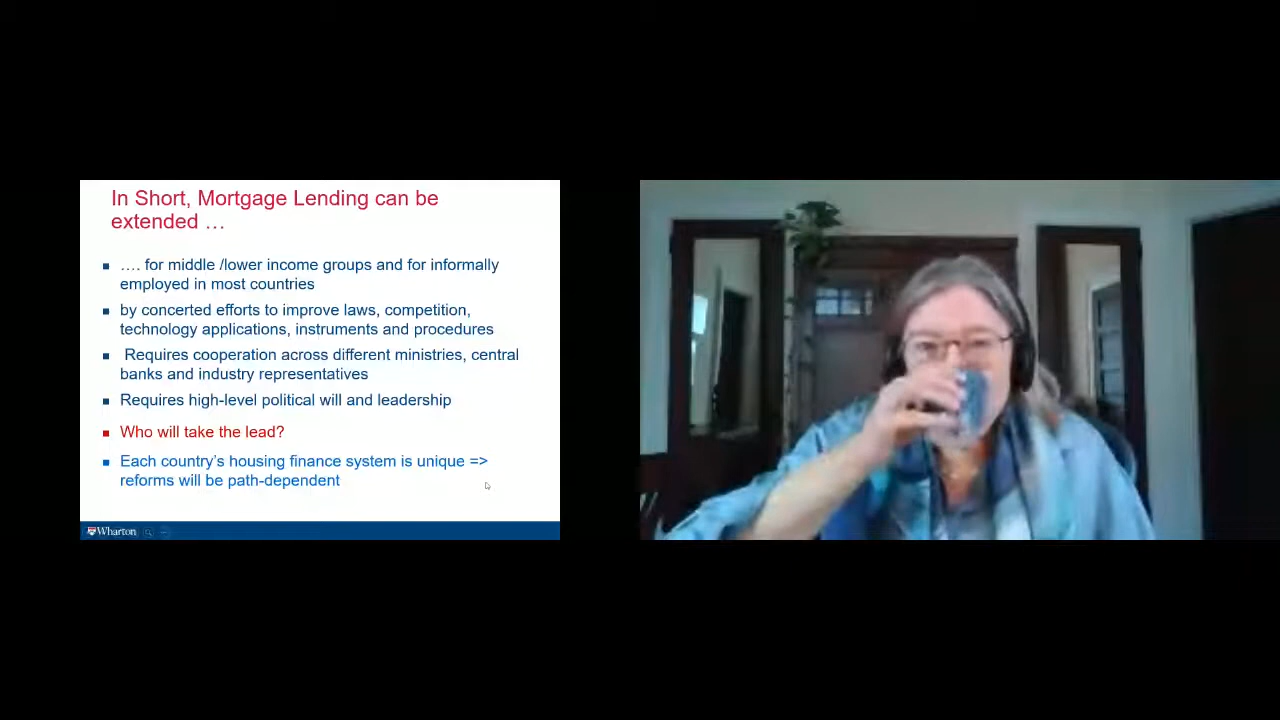 In Short, Mortgage Lending can be
extended …
…. for middle /lower income groups and for informally
employed in most countries
by concerted efforts to improve laws, competition,
technology applications, instruments and procedures
Requires cooperation across different ministries, central
banks and industry representatives
Requires high-level political will and leadership
Who will take the lead?
Each country's housing finance system is unique =>
reforms will be path-dependent
Wharton